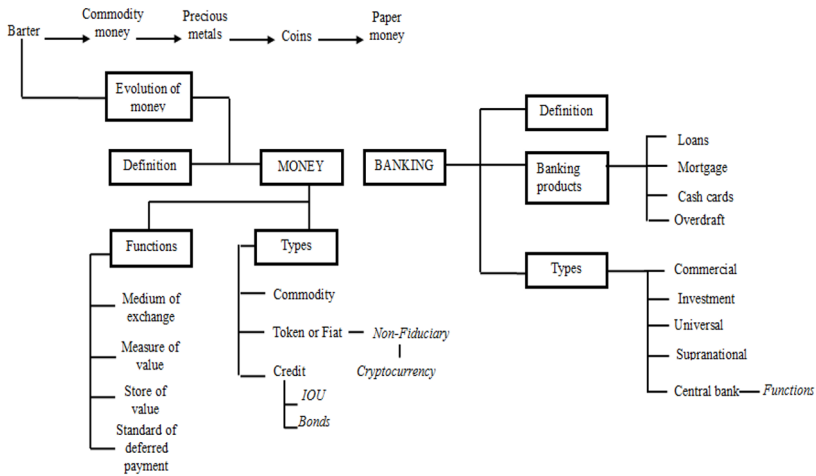 Barter
Commodity
money
Precious
metals
Coins
Paper
money
Evolution of
monev
Definition
MONEY
Functions
Medium of
exchange
Measure of
value
Store of
value
Standard of
deferred
payment
Types
Commodity
Token or Fiat
Non-Fiduciary
Cryptocurrency
Credit
IOU
Bonds
BANKING
Definition
Banking
products
Loans
Mortgage
Cash cards
Overdraft
Types
Commercial
Investment
Universal
Supranational
Central bank
Functions